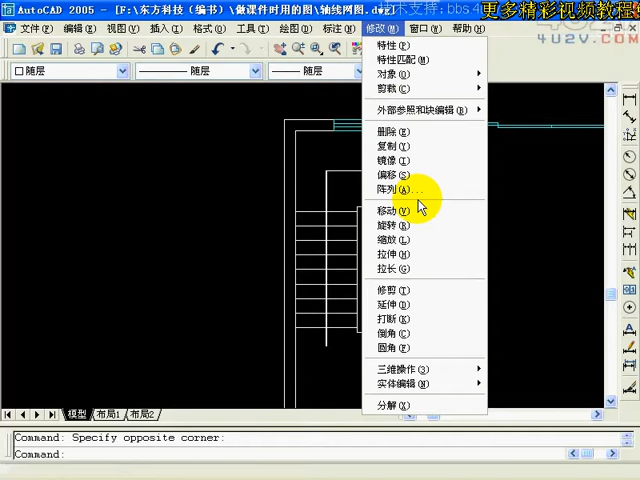 AutoCAD 2005 - [F:\东方科技 (编书)\做课件时用的图\轴线网图.dwg]
技术支持:bbs.4
更多精彩视频教程
4U2V.COM
文件(F) 编辑(E) 视图(V) 插入(I) 格式(O) 工具(T) 绘图(D) 标注(N) 修改(M) 窗口(W) 帮助(H)
随层 随层 随层
特性(P)
特性匹配(M)
对象(O)
剪裁(C)
外部参照和块编辑(B)
删除(E)
复制(Y)
镜像(I)
偏移(S)
阵列(A)...
移动(V)
旋转(R)
缩放(L)
拉伸(H)
拉长(G)
修剪(T)
延伸(D)
打断(K)
倒角(C)
圆角(F)
三维操作(3)
实体编辑(N)
分解(X)
模型 布局1 布局2
Command: Specify opposite corner:
Command: